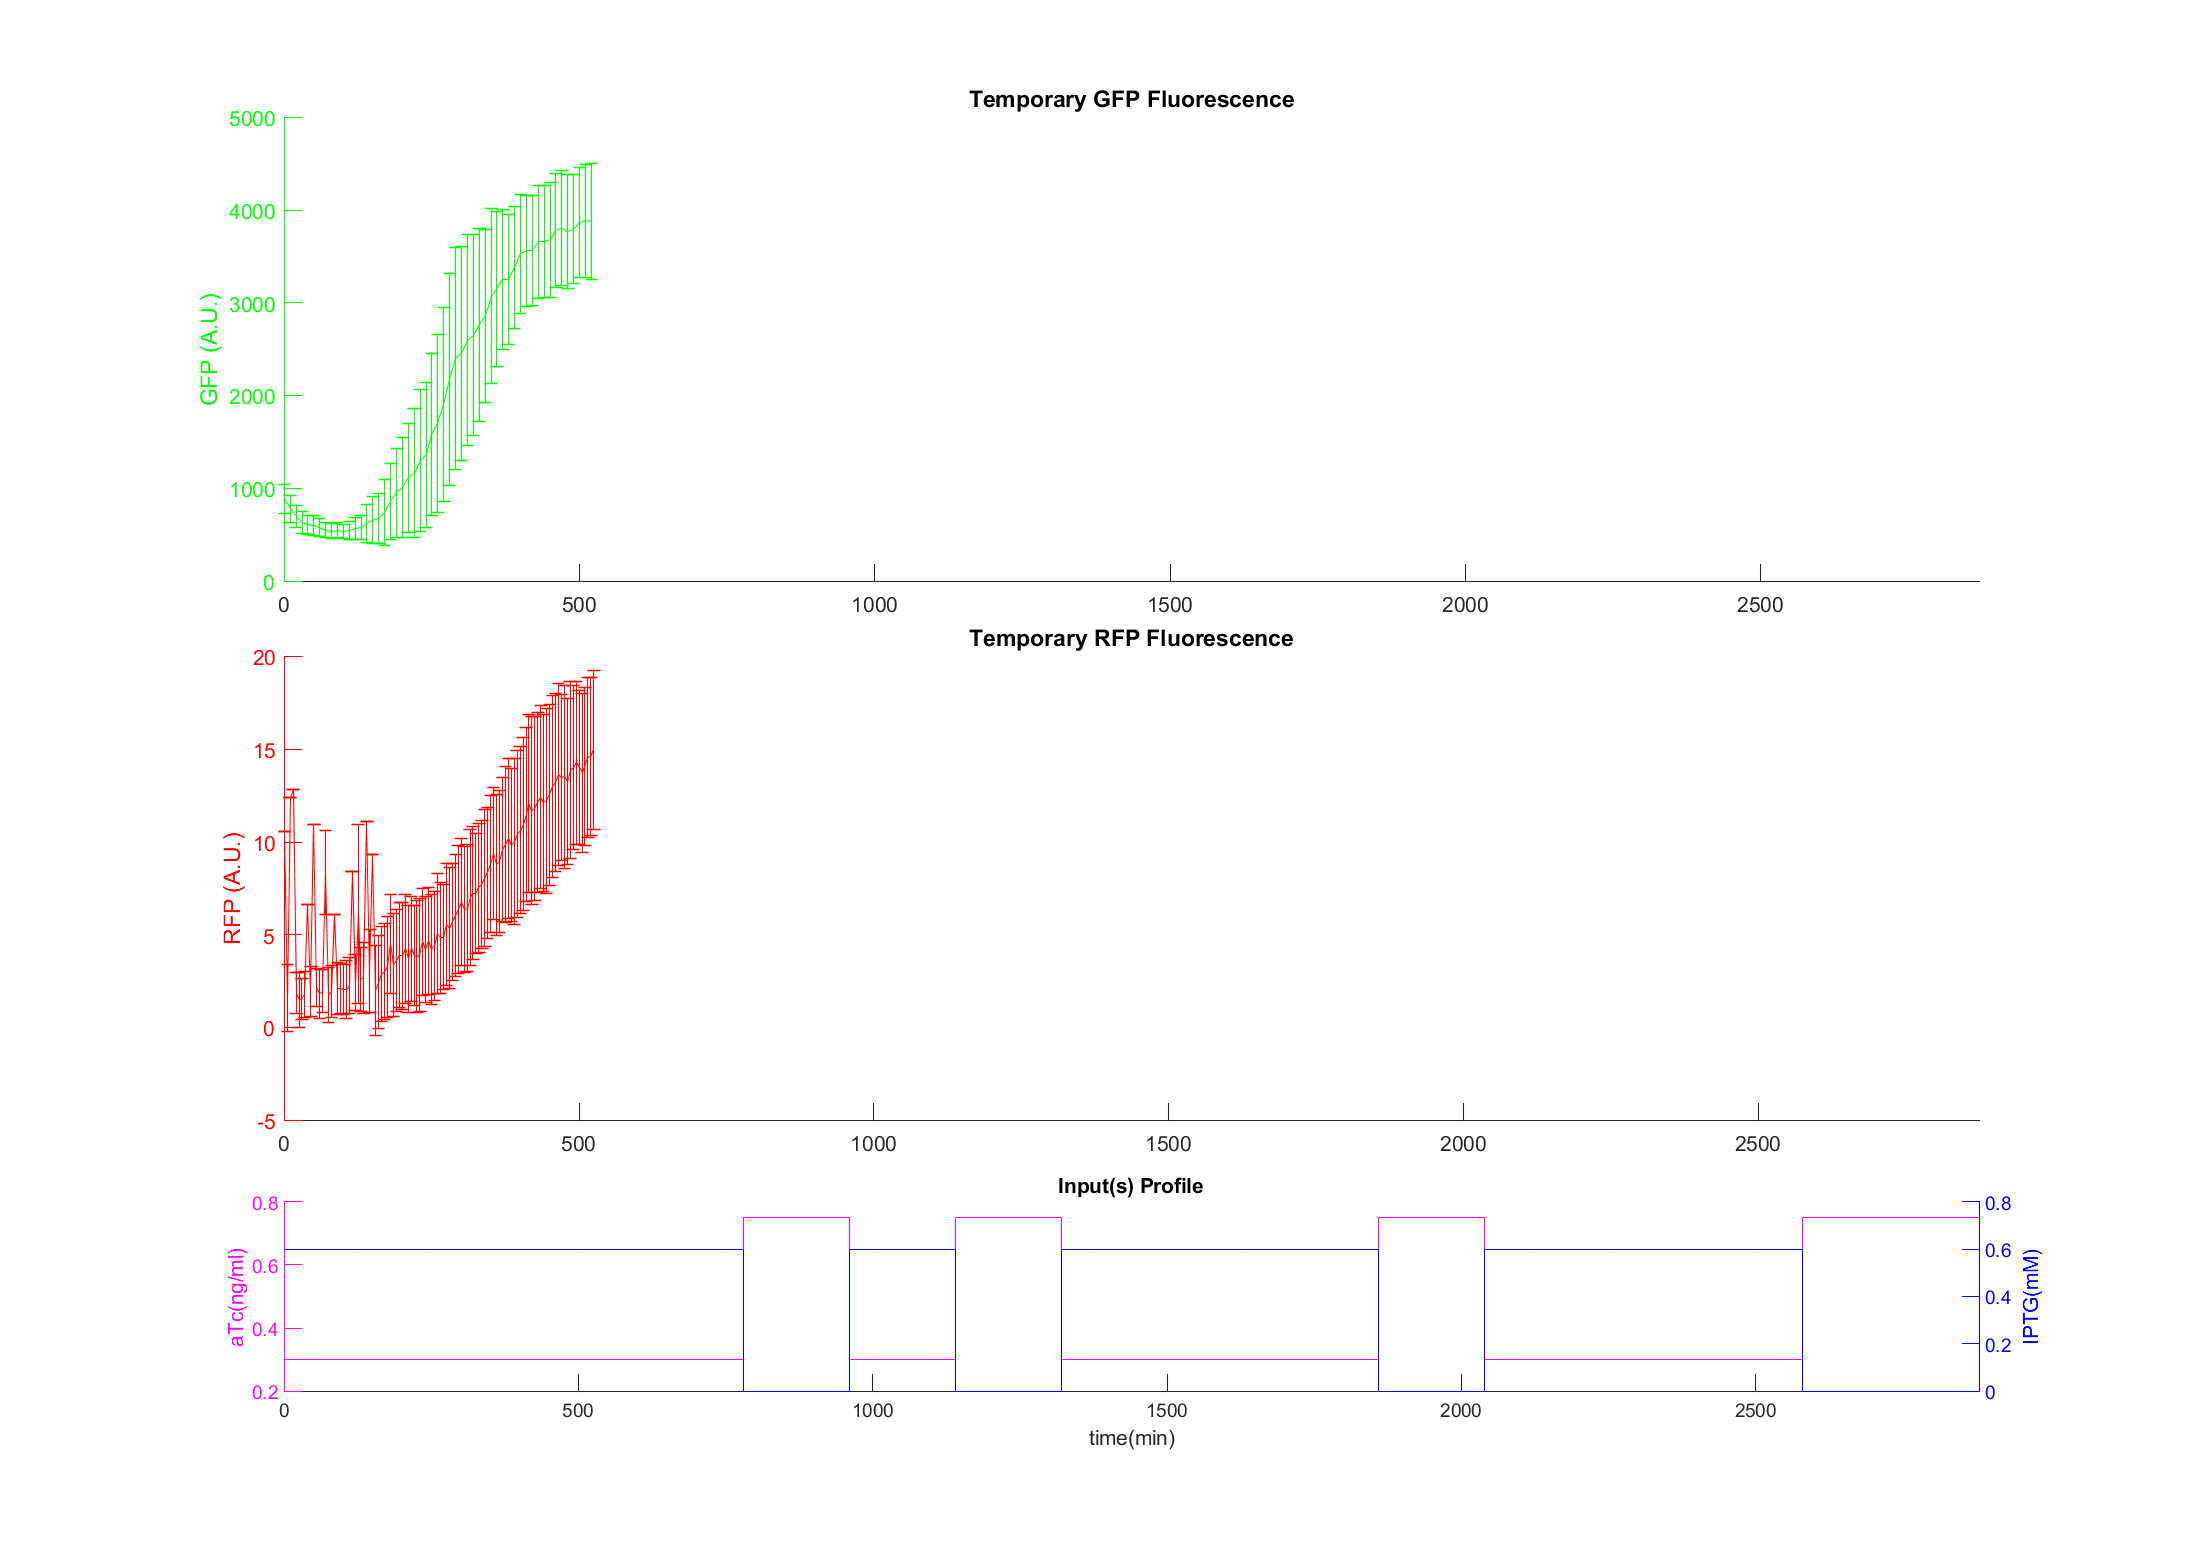 Temporary GFP Fluorescence
5000
4000
3000
2000
1000
0
GFP (A.U.)
0 500 1000 1500 2000 2500
Temporary RFP Fluorescence
20
15
10
5
0
-5
RFP (A.U.)
0 500 1000 1500 2000 2500
Input(s) Profile
0.8
0.6
0.4
0.2
aTc(ng/ml)
0.8
0.6
0.4
0.2
0
IPTG(mM)
0 500 1000 1500 2000 2500
time(min)